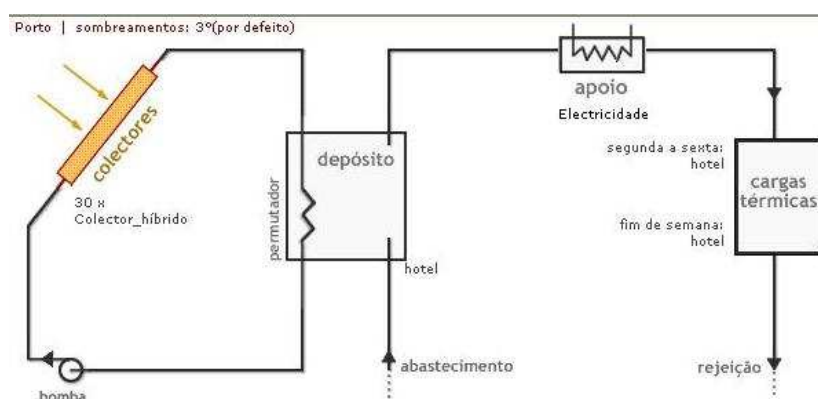 Porto | sombreamentos: 3º(por defeito)
colectores
30 x
Colector_híbrido
bomba
permutador
depósito
hotel
abastecimento
apoio
Electricidade
segunda a sexta:
hotel
fim de semana:
hotel
cargas
térmicas
rejeição